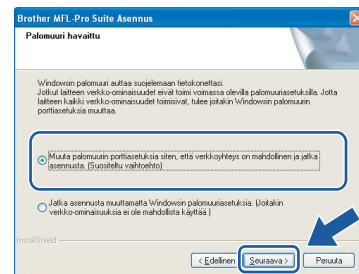 Brother MFL-Pro Suite Asennus
Palomuuri havaittu
Windowsin palomuuri auttaa suojelemaan tietokonettasi.
Jotkut laitteen verkko-ominaisuudet eivät toimi voimassa olevilla palomuuriasetuksilla. Jotta
laitteen kaikki verkko-ominaisuudet toimisivat, tulee joitakin Windowsin palomuurin
porttiasetuksia muuttaa.
Muuta palomuurin porttiasetuksia siten, että verkkoyhteys on mahdollinen ja jatka
asennusta. (Suositeltu vaihtoehto)
Jatka asennusta muuttamatta Windowsin palomuuriasetuksia. (Joitakin
verkko-ominaisuuksia ei ole mahdollista käyttää )
InstallShield
< Edellinen Seuraava > Peruuta